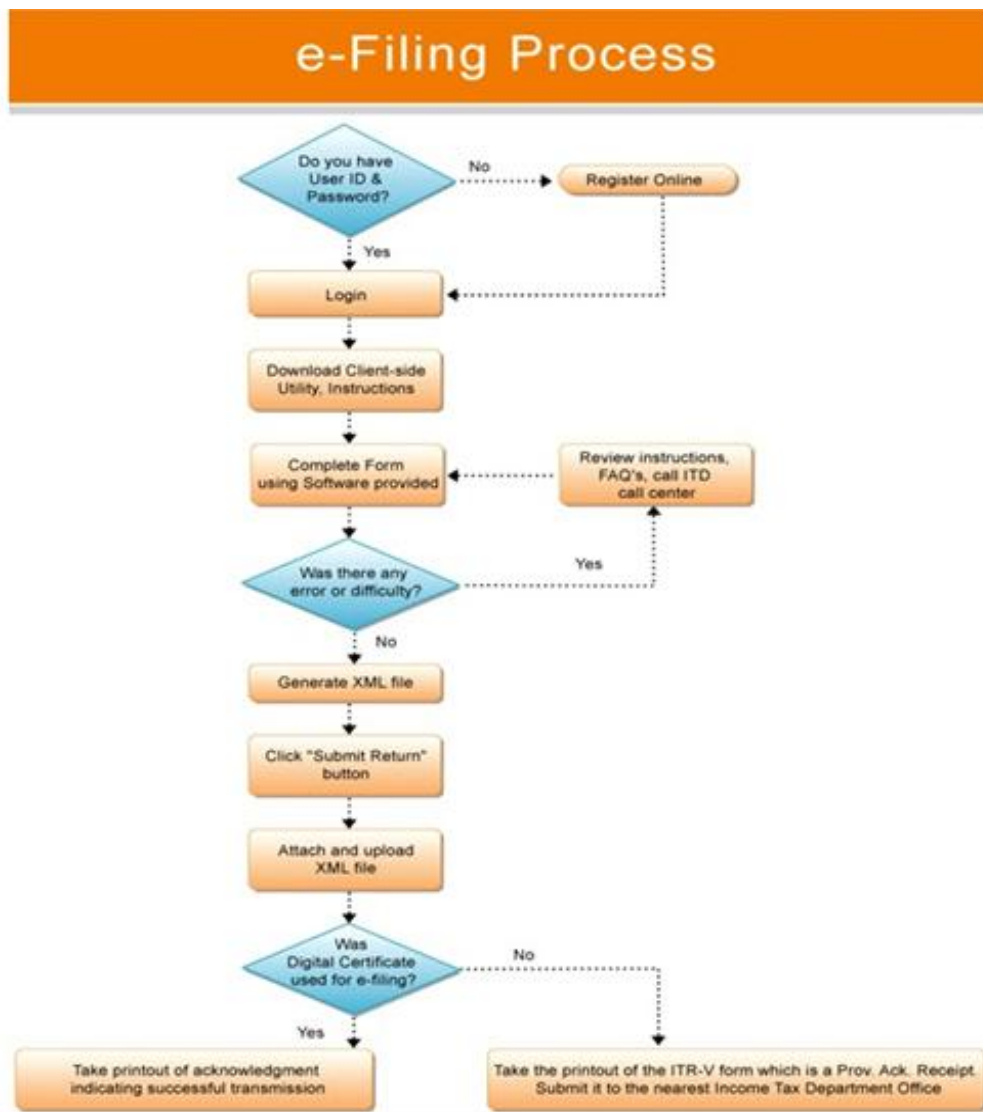 e-Filing Process
Do you have
User ID &
Password?
No
Register Online
Yes
Login
Download Client-side
Utility, Instructions
Complete Form
using Software provided
Review instructions,
FAQ's, call ITD
call center
Was there any
error or difficulty?
Yes
No
Generate XML file
Click "Submit Return"
button
Attach and upload
XML file
Was
Digital Certificate
used for e-filing?
No
Yes
Take printout of acknowledgment
indicating successful transmission
Take the printout of the ITR-V form which is a Prov. Ack. Receipt.
Submit it to the nearest Income Tax Department Office